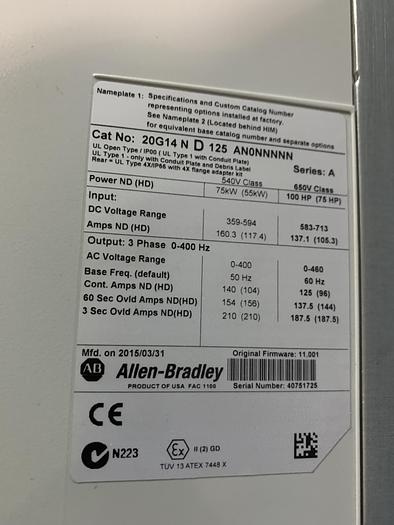 Nameplate 1: Specifications and Custom Catalog Number
representing options installed at factory.
See Nameplate 2 (Located behind HIM)
for equivalent base catalog number and separate options
Cat No: 20G14 N D 125 AN0NNNNN
UL Open Type / IP00 ( UL Type 1 with Conduit Plate)
UL Type 1 - only with Conduit Plate and Debris Label
Rear = UL Type 4X/IP66 with 4X flange adapter kit
Series: A
540V Class 650V Class
Power ND (HD) 75kW (55kW) 100 HP (75 HP)
Input:
DC Voltage Range 359-594 583-713
Amps ND (HD) 160.3 (117.4) 137.1 (105.3)
Output: 3 Phase 0-400 Hz
AC Voltage Range 0-400 0-460
Base Freq. (default) 50 Hz 60 Hz
Cont. Amps ND (HD) 140 (104) 125 (96)
60 Sec Ovld Amps ND(HD) 154 (156) 137.5 (144)
3 Sec Ovld Amps ND(HD) 210 (210) 187.5 (187.5)
Mfd. on 2015/03/31 Original Firmware: 11.001
AB Allen-Bradley
PRODUCT OF USA FAC 1100 Serial Number: 40751725
CE
N223 Ex II (2) GD
TUV 13 ATEX 7448 X